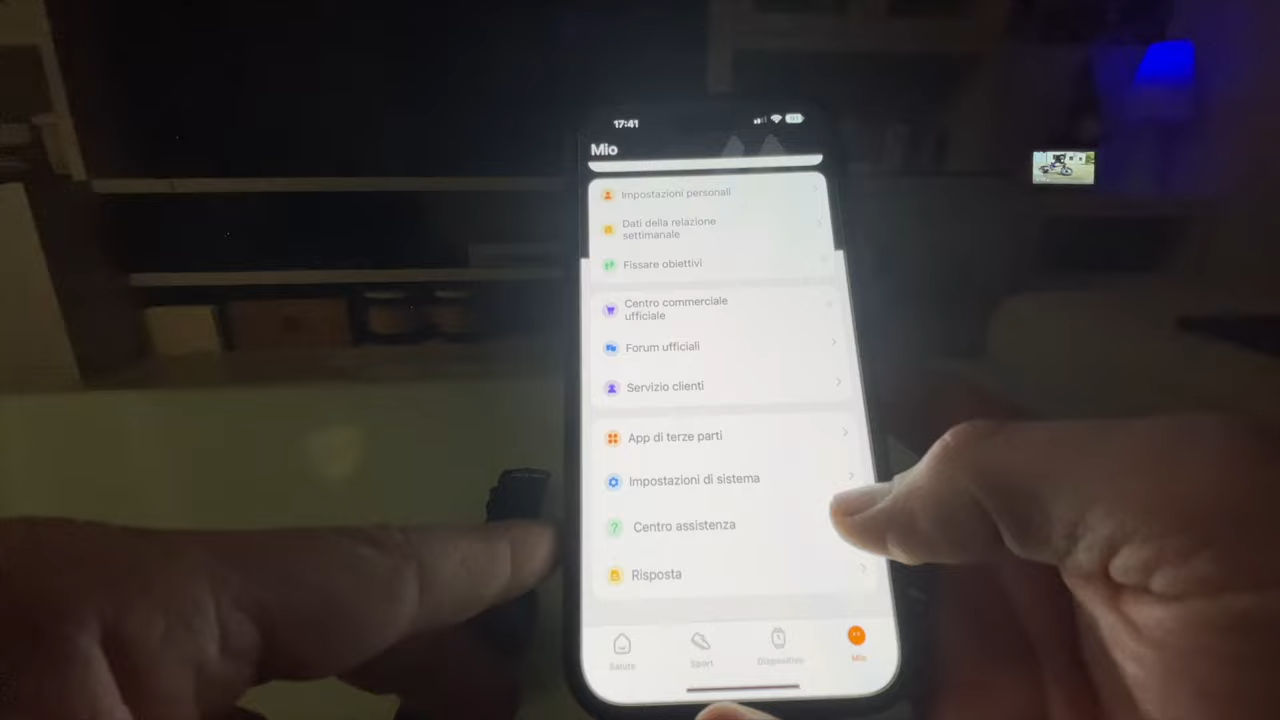 17:41
Mio
Impostazioni personali
Dati della relazione
settimanale
Fissare obiettivi
Centro commerciale
ufficiale
Forum ufficiali
Servizio clienti
App di terze parti
Impostazioni di sistema
Centro assistenza
Risposta
Salute
Sport
Dispositivo
Mio